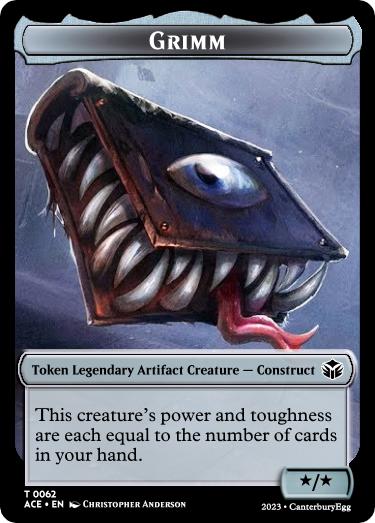 GRIMM
Token Legendary Artifact Creature — Construct
This creature's power and toughness
are each equal to the number of cards
in your hand.
★/★
T 0062
ACE • EN CHRISTOPHER ANDERSON
2023 • CanterburyEgg